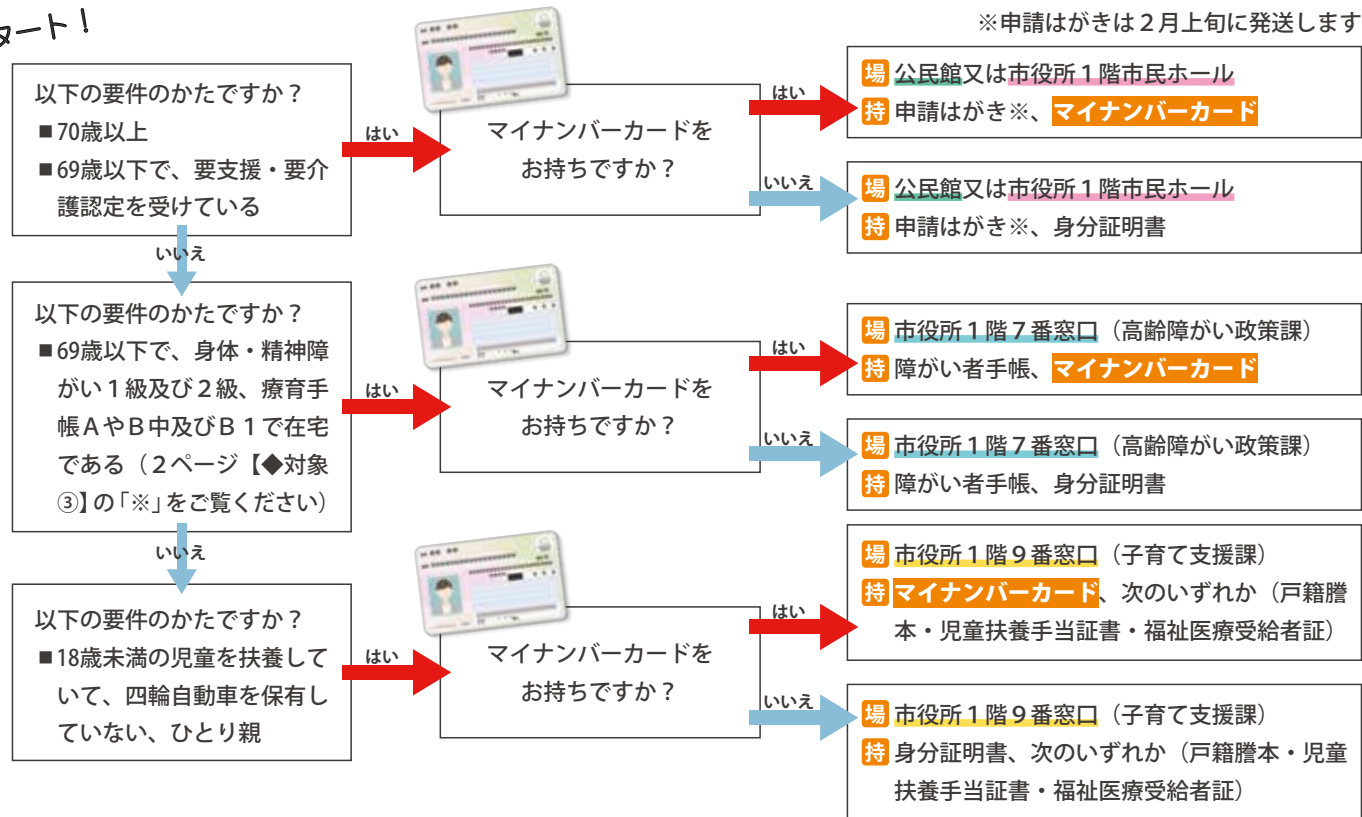 タート！
※申請はがきは２月上旬に発送します
以下の要件のかたですか？
■70歳以上
■69歳以下で、要支援・要介
護認定を受けている
はい
いいえ
マイナンバーカードを
お持ちですか？
はい
場 公民館又は市役所１階市民ホール
持 申請はがき※、マイナンバーカード
いいえ
場 公民館又は市役所１階市民ホール
持 申請はがき※、身分証明書
以下の要件のかたですか？
■69歳以下で、身体・精神障
がい１級及び２級、療育手
帳ＡやＢ中及びＢ１で在宅
である（２ページ【◆対象
③】の「※」をご覧ください）
はい
いいえ
マイナンバーカードを
お持ちですか？
はい
場 市役所１階７番窓口（高齢障がい政策課）
持 障がい者手帳、マイナンバーカード
いいえ
場 市役所１階７番窓口（高齢障がい政策課）
持 障がい者手帳、身分証明書
以下の要件のかたですか？
■18歳未満の児童を扶養して
いて、四輪自動車を保有し
ていない、ひとり親
はい
マイナンバーカードを
お持ちですか？
はい
場 市役所１階９番窓口（子育て支援課）
持 マイナンバーカード、次のいずれか（戸籍謄
本・児童扶養手当証書・福祉医療受給者証）
いいえ
場 市役所１階９番窓口（子育て支援課）
持 身分証明書、次のいずれか（戸籍謄本・児童
扶養手当証書・福祉医療受給者証）